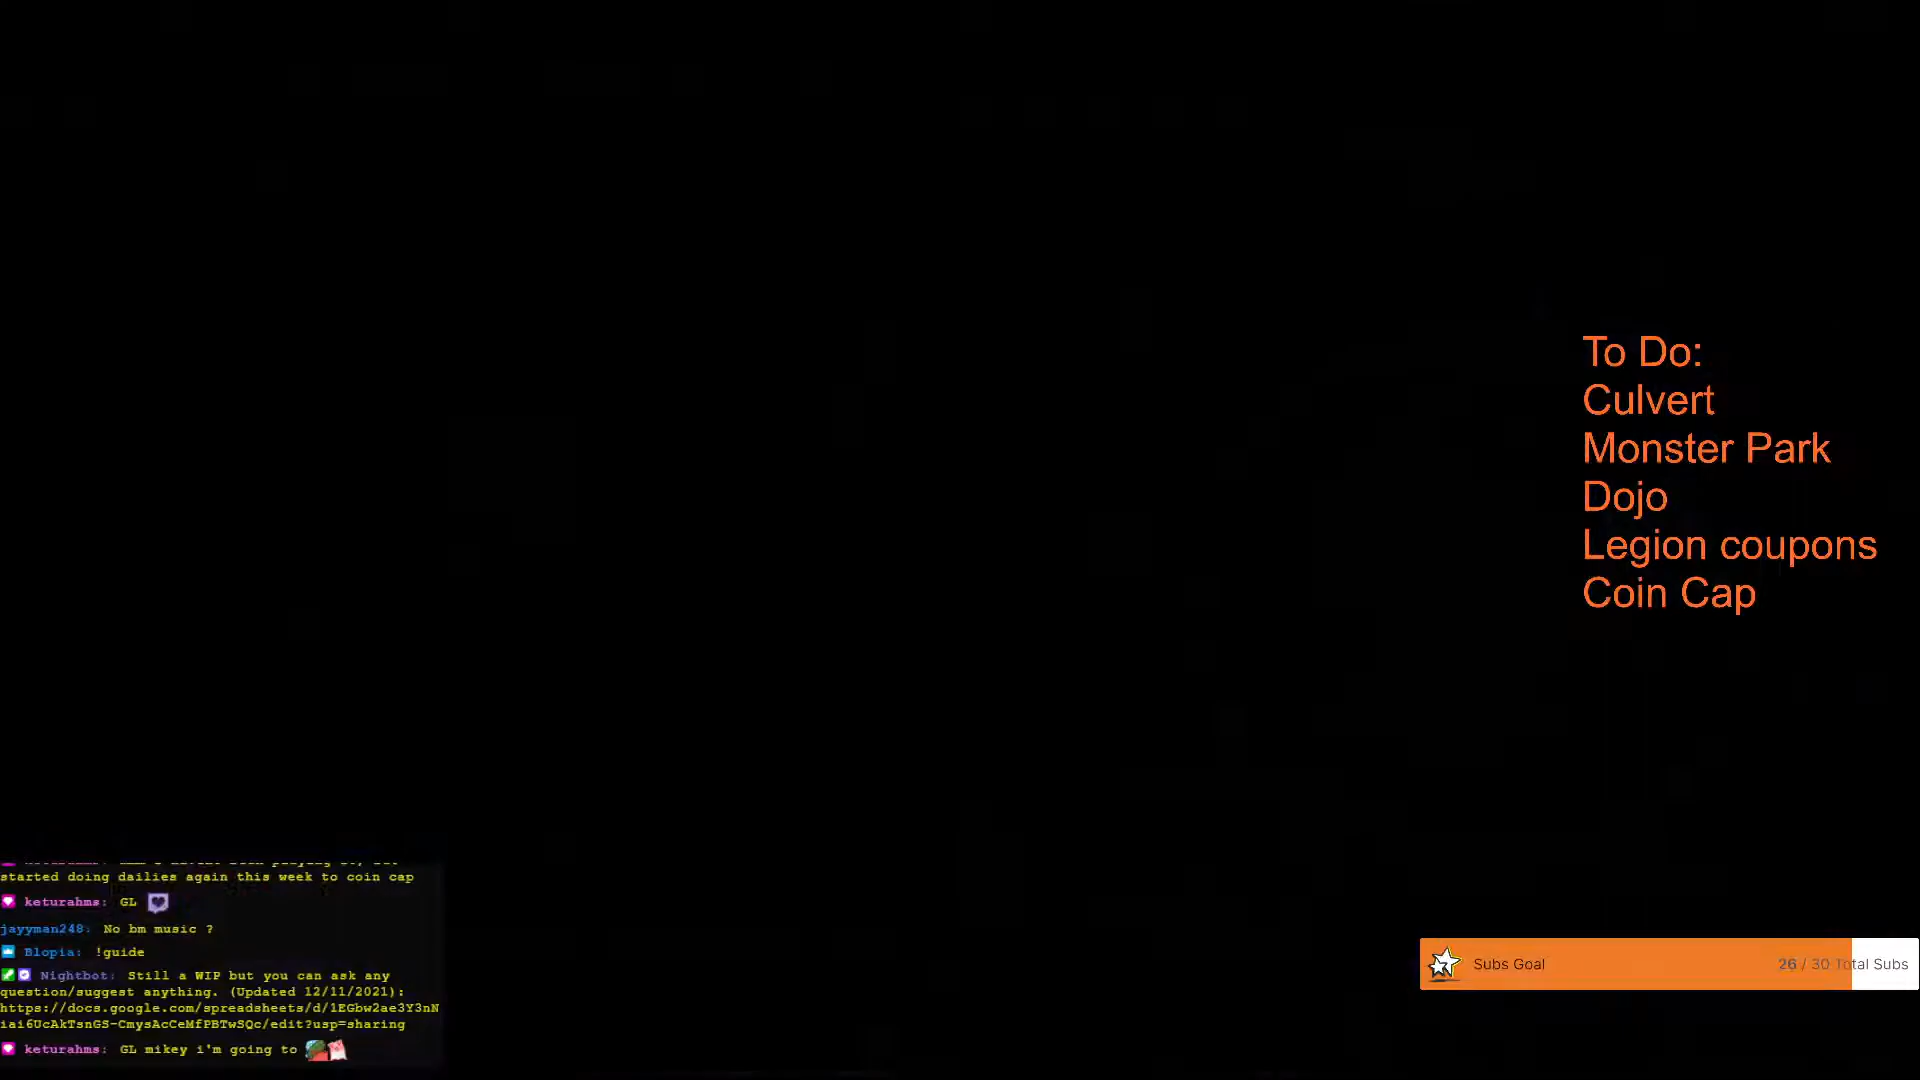 To Do:
Culvert
Monster Park
Dojo
Legion coupons
Coin Cap
started doing dailies again this week to coin cap
keturahms: GL
jayyman248: No bm music ?
Blopia: !guide
Nightbot: Still a WIP but you can ask any
question/suggest anything. (Updated 12/11/2021):
https://docs.google.com/spreadsheets/d/1EGbw2ae3Y3nN
iai6UcAkTsnGS-CmysAcCeMfPBTwSQc/edit?usp=sharing
keturahms: GL mikey i'm going to
Subs Goal
26 / 30 Total Subs